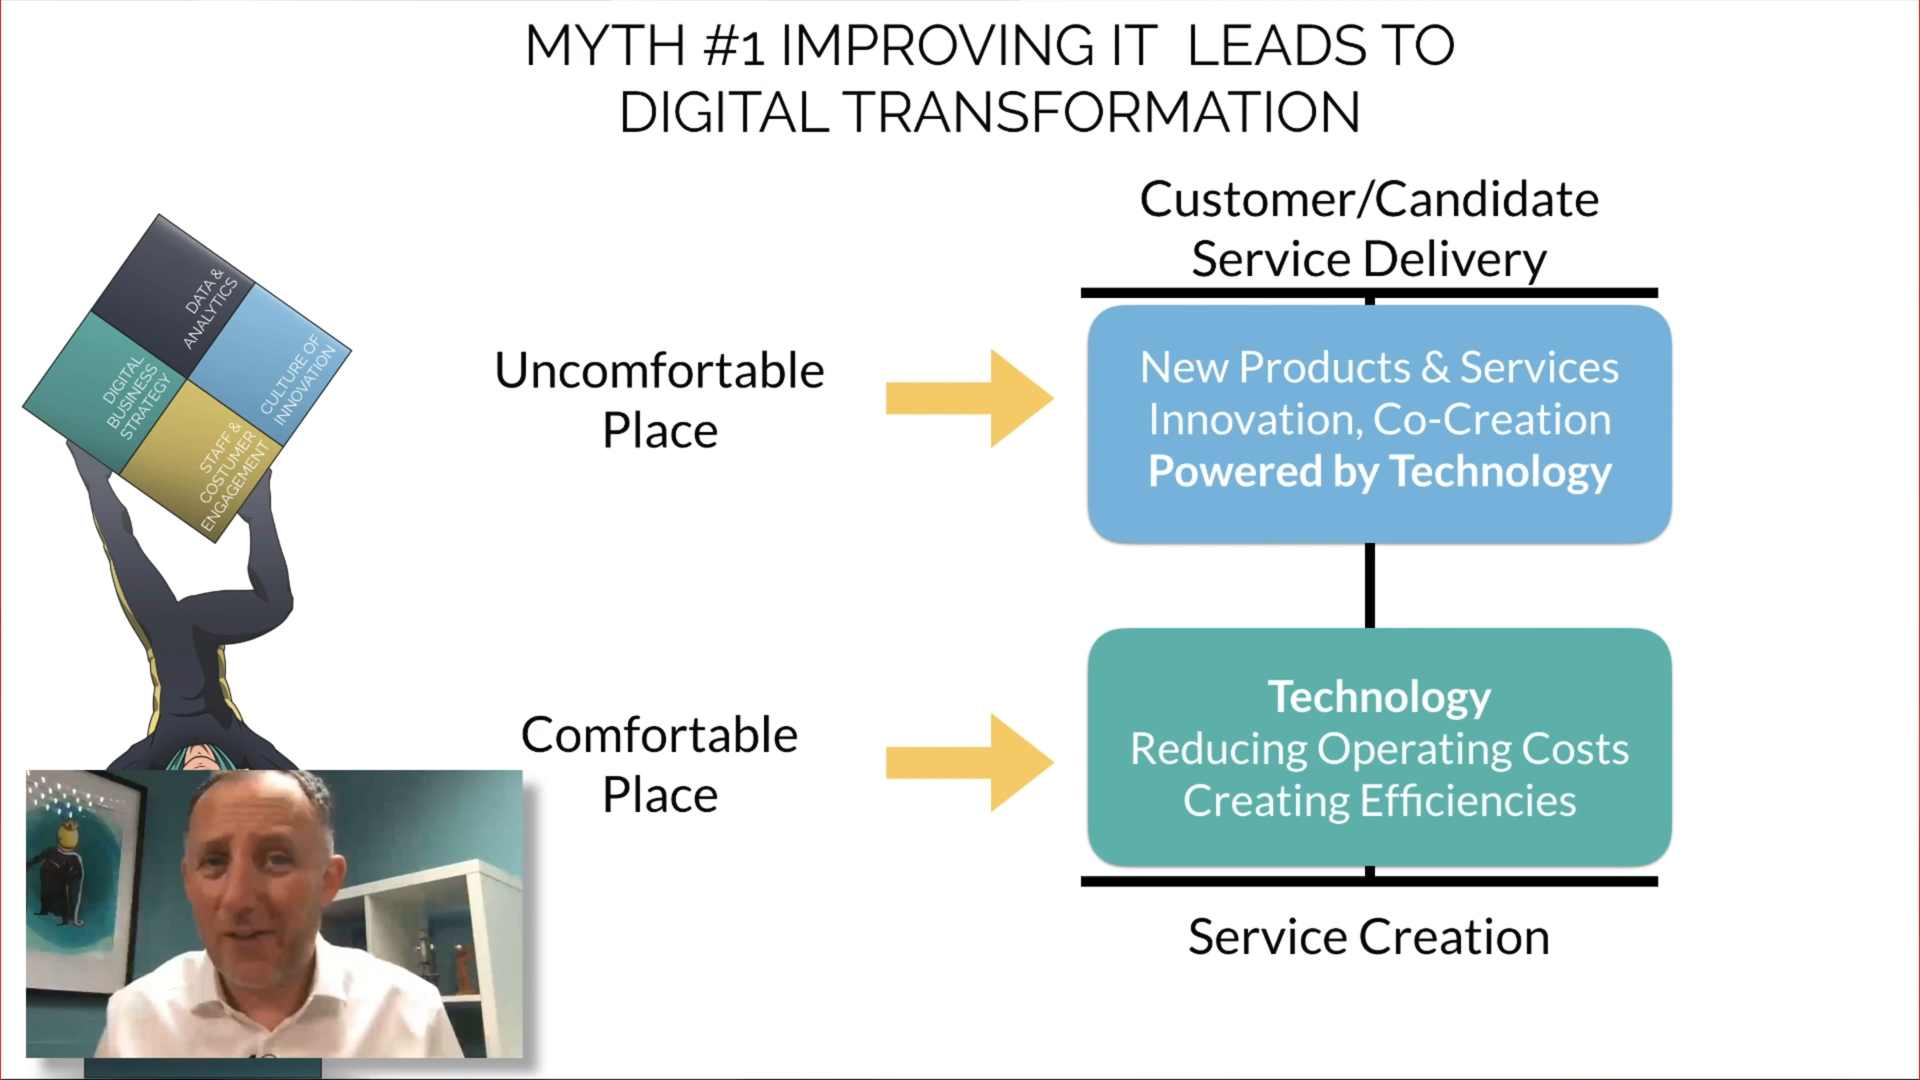 MYTH #1 IMPROVING IT LEADS TO
DIGITAL TRANSFORMATION
Customer/Candidate
Service Delivery
Uncomfortable
Place
New Products & Services
Innovation, Co-Creation
Powered by Technology
Comfortable
Place
Technology
Reducing Operating Costs
Creating Efficiencies
Service Creation
DATA &
ANALYTICS
CULTURE OF
INNOVATION
DIGITAL
BUSINESS
STRATEGY
STAFF &
COSTUMER
ENGAGEMENT